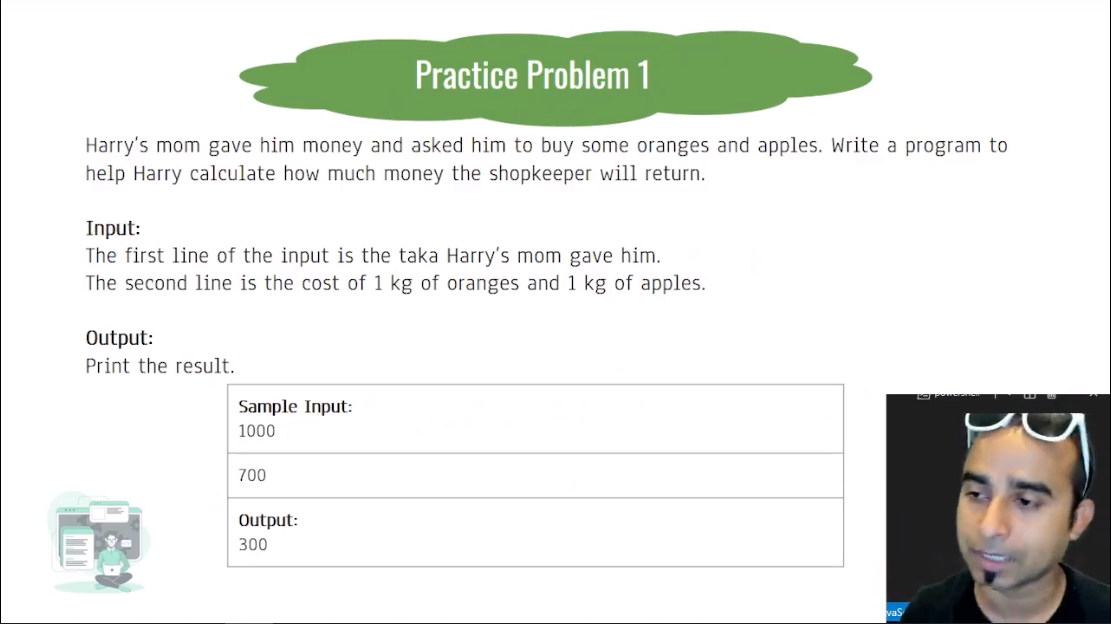 Practice Problem 1
Harry's mom gave him money and asked him to buy some oranges and apples. Write a program to
help Harry calculate how much money the shopkeeper will return.
Input:
The first line of the input is the taka Harry's mom gave him.
The second line is the cost of 1 kg of oranges and 1 kg of apples.
Output:
Print the result.
Sample Input:
1000
700
Output:
300
powershell